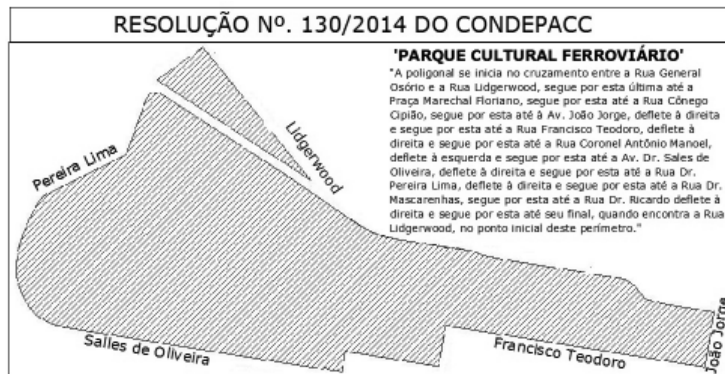 RESOLUÇÃO Nº. 130/2014 DO CONDEPACC
'PARQUE CULTURAL FERROVIÁRIO'
"A poligonal se inicia no cruzamento entre a Rua General
Osório e a Rua Lidgerwood, segue por esta última até a
Praça Marechal Floriano, segue por esta até a Rua Cônego
Cipião, segue por esta até à Av. João Jorge, deflete à direita
e segue por esta até a Rua Francisco Teodoro, deflete à
direita e segue por esta até a Rua Coronel Antônio Manoel,
deflete à esquerda e segue por esta até a Av. Dr. Sales de
Oliveira, deflete à direita e segue por esta até a Rua Dr.
Pereira Lima, deflete à direita e segue por esta até a Rua Dr.
Mascarenhas, segue por esta até a Rua Dr. Ricardo deflete à
direita e segue por esta até seu final, quando encontra a Rua
Lidgerwood, no ponto inicial deste perímetro."
Lidgerwood
Pereira Lima
Salles de Oliveira
Francisco Teodoro
João Jorge